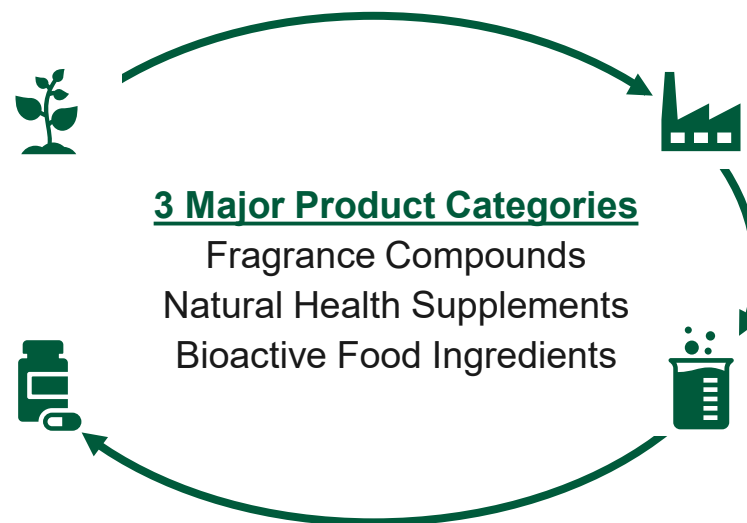 3 Major Product Categories
Fragrance Compounds
Natural Health Supplements
Bioactive Food Ingredients